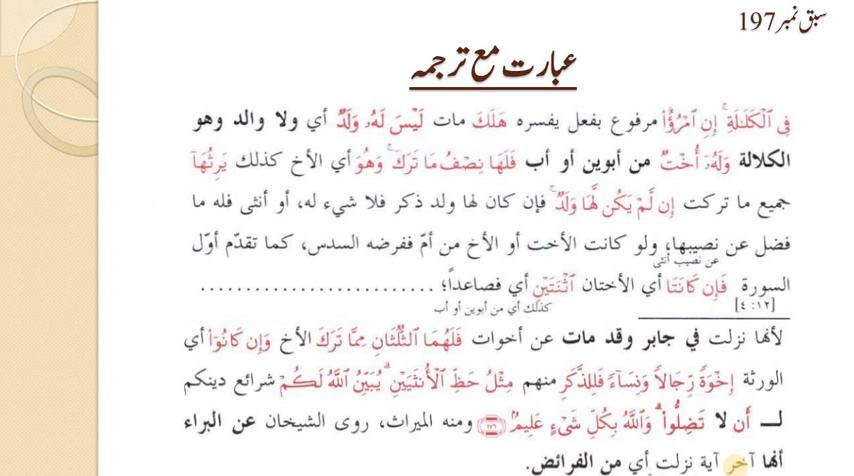 سبق نمبر 197
عبارت مع ترجمہ
فِى ٱلْكَلَـٰلَةِ ۚ إِنِ ٱمْرُؤٌا۟ مرفوع بفعل يفسره هَلَكَ مات لَيْسَ لَهُۥ وَلَدٌ أي ولا والد وهو
الكلالة وَلَهُۥٓ أُخْتٌ من أبوين أو أب فَلَهَا نِصْفُ مَا تَرَكَ ۚ وَهُوَ أي الأخ كذلك يَرِثُهَآ
جميع ما تركت إِن لَّمْ يَكُن لَّهَا وَلَدٌ ۚ فإن كان لها ولد ذكر فلا شيء له، أو أنثى فله ما
فضل عن نصيبها، ولو كانت الأخت أو الأخ من أمّ ففرضه السدس، كما تقدّم أوّل
عن نصيب أنثى
السورة فَإِن كَانَتَا أي الأختان ٱثْنَتَيْنِ أي فصاعداً؛ ..........................
[٤ : ١٢] كذلك أي من أبوين أو أب
لأنها نزلت في جابر وقد مات عن أخوات فَلَهُمَا ٱلثُّلُثَانِ مِمَّا تَرَكَ الأخ وَإِن كَانُوٓا۟ أي
الورثة إِخْوَةً رِّجَالاً وَنِسَآءً فَلِلذَّكَرِ منهم مِثْلُ حَظِّ ٱلْأُنثَيَيْنِ ۗ يُبَيِّنُ ٱللَّهُ لَكُمْ شرائع دينكم
لـ أَن لا تَضِلُّوا۟ ۗ وَٱللَّهُ بِكُلِّ شَىْءٍ عَلِيمٌۢ ﴿١٧٦﴾ ومنه الميراث، روى الشيخان عن البراء
أنها آخر آية نزلت أي من الفرائض.